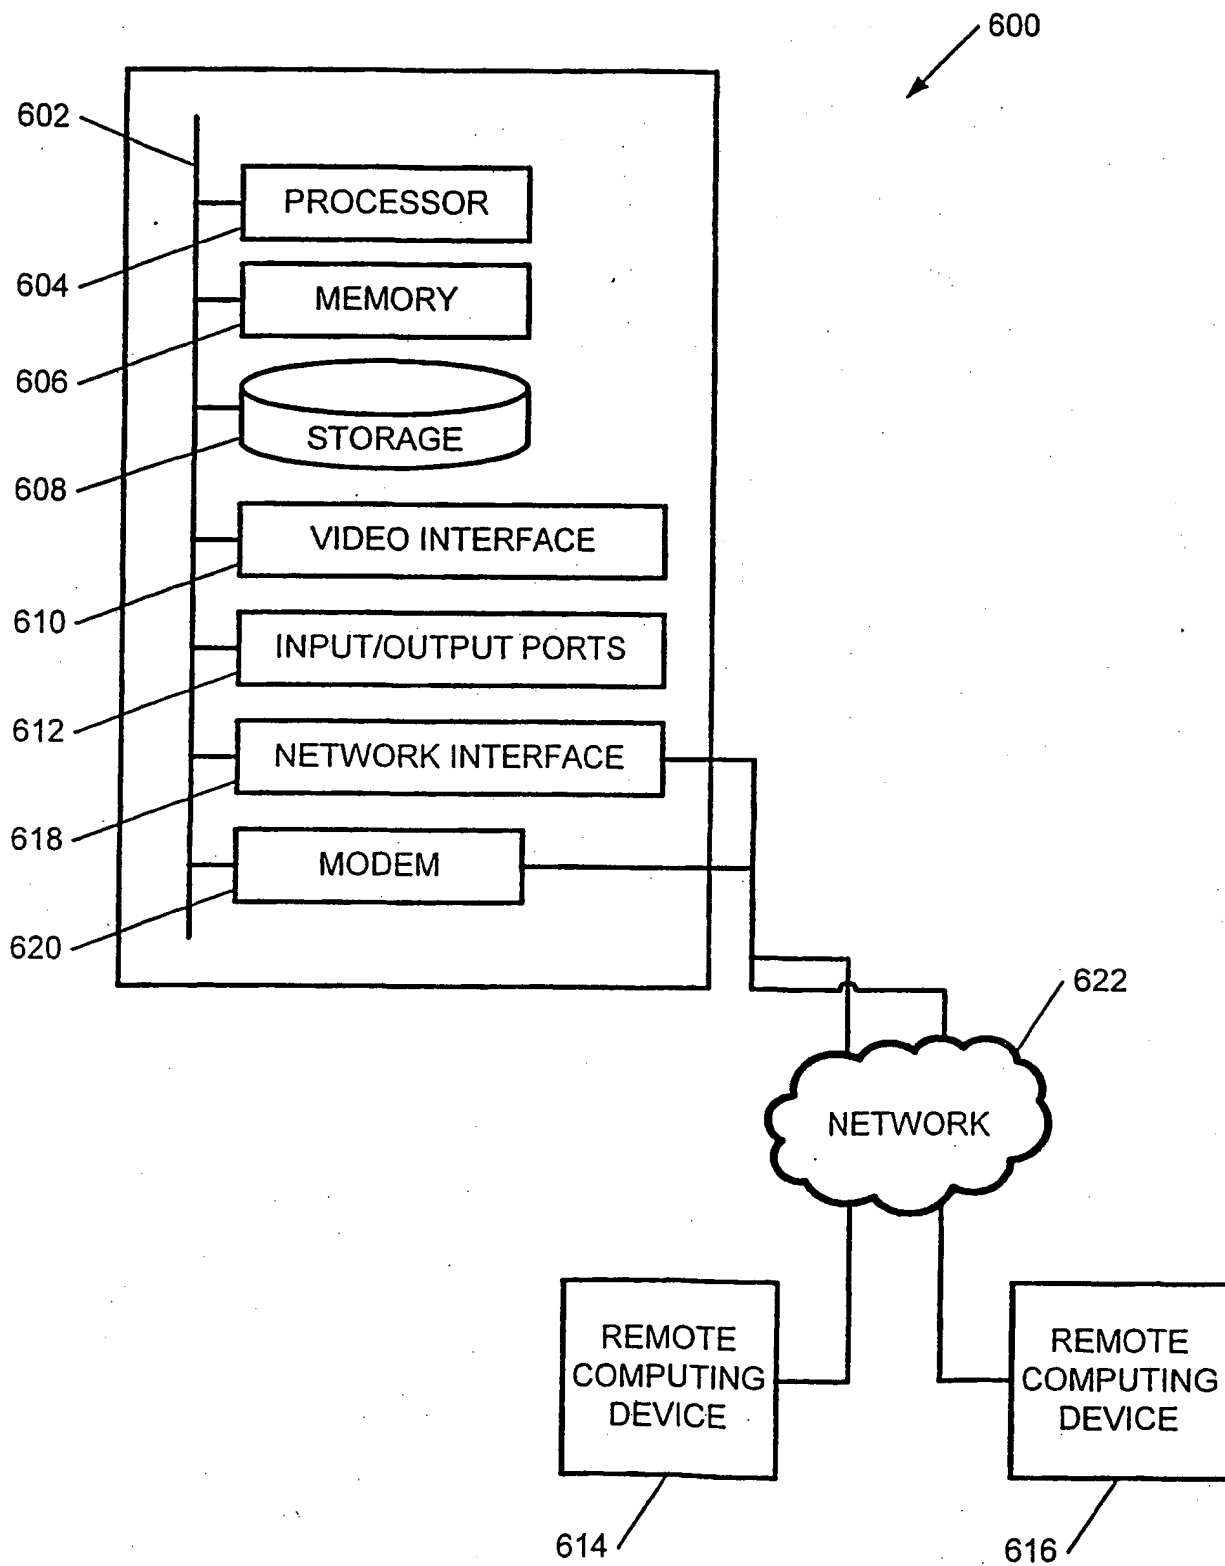 600
602
PROCESSOR
604
MEMORY
606
STORAGE
608
VIDEO INTERFACE
610
INPUT/OUTPUT PORTS
612
NETWORK INTERFACE
618
MODEM
620
622
NETWORK
REMOTE
COMPUTING
DEVICE
614
REMOTE
COMPUTING
DEVICE
616